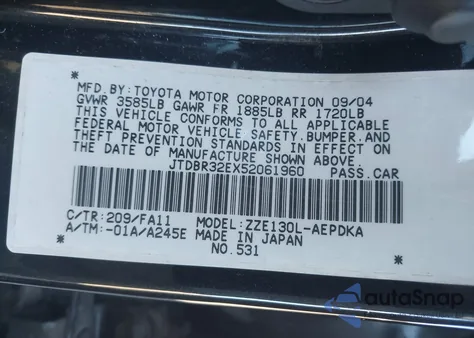 MFD.BY:TOYOTA MOTOR CORPORATION 09/04
GVWR 3585LB GAWR FR 1885LB RR 1720LB
THIS VEHICLE CONFORMS TO ALL APPLICABLE
FEDERAL MOTOR VEHICLE SAFETY.BUMPER.AND
THEFT PREVENTION STANDARDS IN EFFECT ON
THE DATE OF MANUFACTURE SHOWN ABOVE.
* JTDBR32EX52061960 PASS.CAR *
C/TR:209/FA11 MODEL:ZZE130L-AEPDKA
A/TM:-01A/A245E MADE IN JAPAN
* NO.531 *
autoSnap